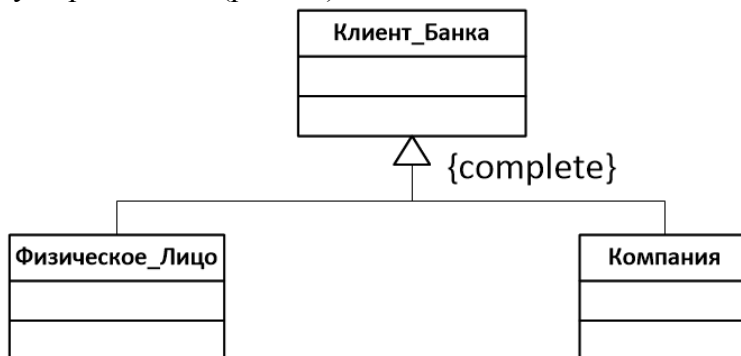 Клиент_Банка
{complete}
Физическое_Лицо
Компания